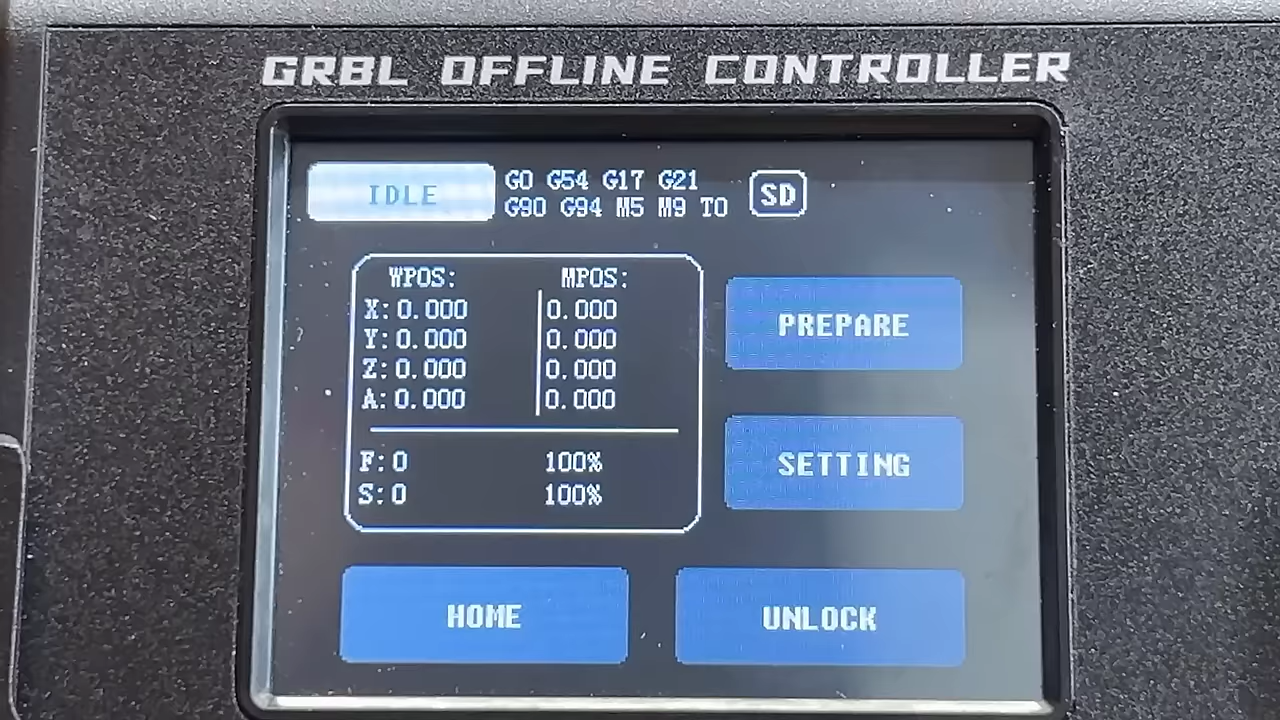 GRBL OFFLINE CONTROLLER
IDLE
G0 G54 G17 G21
G90 G94 M5 M9 T0
SD
WPOS: MPOS:
X:0.000 0.000
Y:0.000 0.000
Z:0.000 0.000
A:0.000 0.000
F:0 100%
S:0 100%
PREPARE
SETTING
HOME
UNLOCK